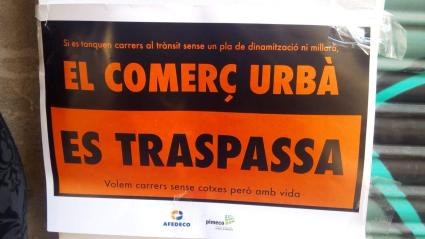 Si es tanquen carrers al trànsit sense un pla de dinamització ni millora,
EL COMERÇ URBÀ
ES TRASPASSA
Volem carrers sense cotxes però amb vida
AFEDECO
pimeco